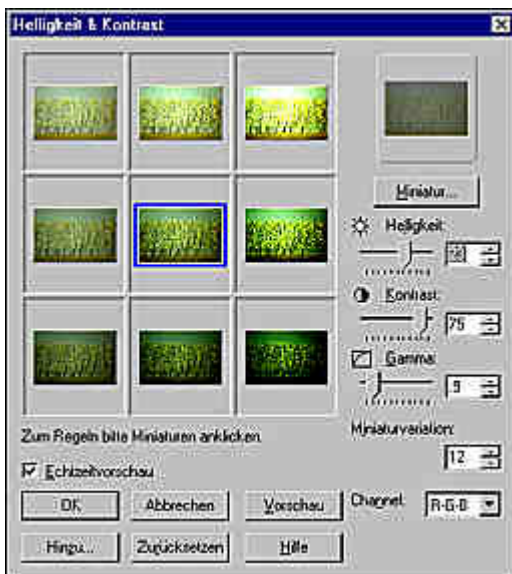 Helligkeit & Kontrast
Miniatur...
Helligkeit:
Kontrast:
75
Gamma:
9
Zum Regeln bitte Miniaturen anklicken.
Miniaturvariation:
12
Echtzeitvorschau
OK
Abbrechen
Vorschau
Channel:
R-G-B
Hinzu...
Zurücksetzen
Hilfe